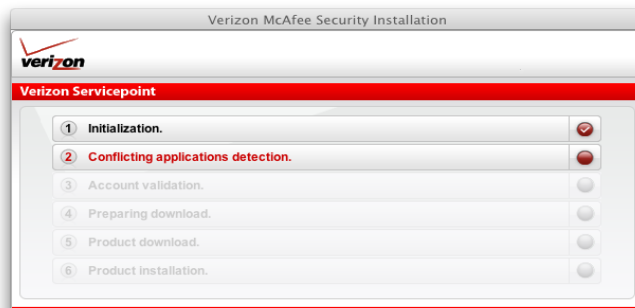 Verizon McAfee Security Installation
verizon
Verizon Servicepoint
1 Initialization.
2 Conflicting applications detection.
3 Account validation.
4 Preparing download.
5 Product download.
6 Product installation.